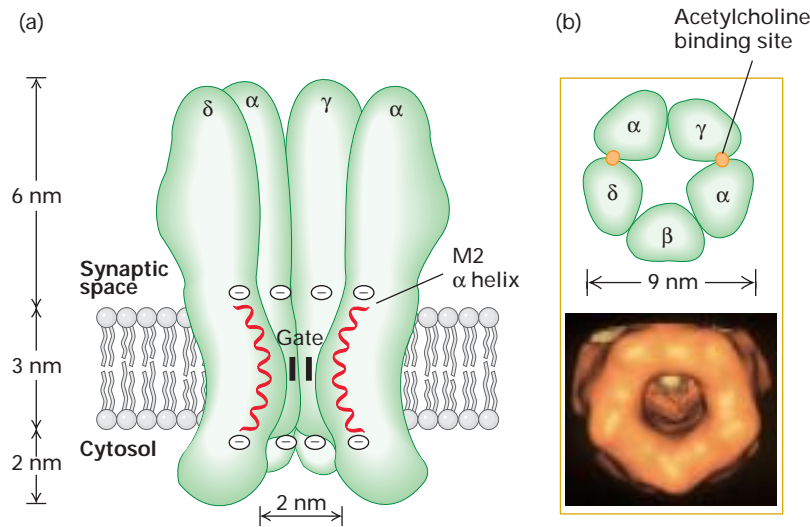 (a)
δ
α
γ
α
6 nm
Synaptic
space
M2
α helix
Gate
3 nm
Cytosol
2 nm
2 nm
− − − −
− − − −
(b)
Acetylcholine
binding site
α
γ
δ
α
β
9 nm